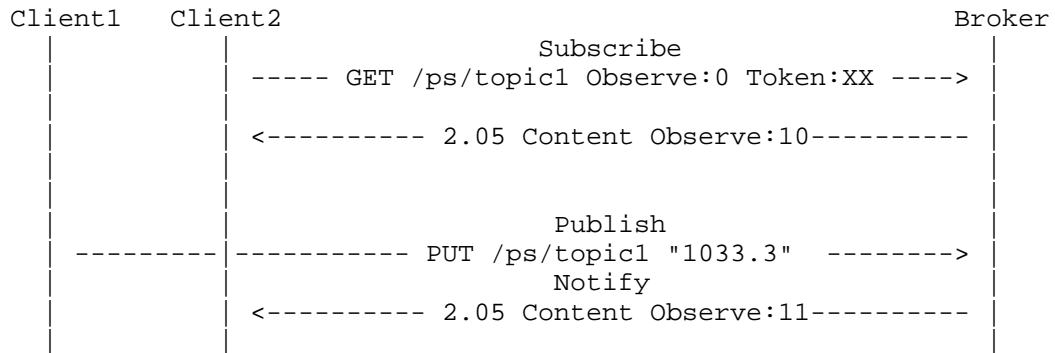 Client1 Client2 Broker
Subscribe
----- GET /ps/topic1 Observe:0 Token:XX ---->
<---------- 2.05 Content Observe:10----------
Publish
---------|----------- PUT /ps/topic1 "1033.3" -------->
Notify
<---------- 2.05 Content Observe:11----------